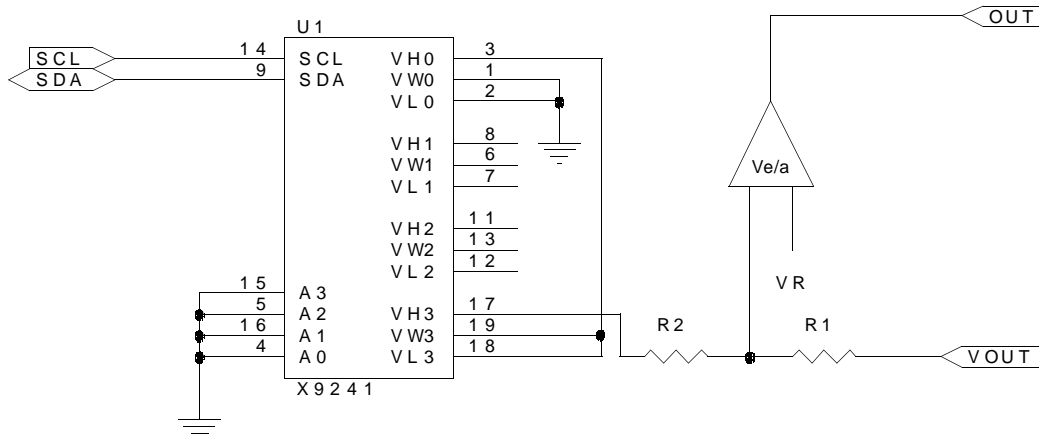 OUT
U1
SCL
14
SCL
VH0
3
SDA
9
SDA
VW0
1
VL0
2
VH1
8
VW1
6
VL1
7
Ve/a
VH2
11
VW2
13
VL2
12
VR
15
A3
5
A2
VH3
17
16
A1
VW3
19
4
A0
VL3
18
R2
R1
VOUT
X9241